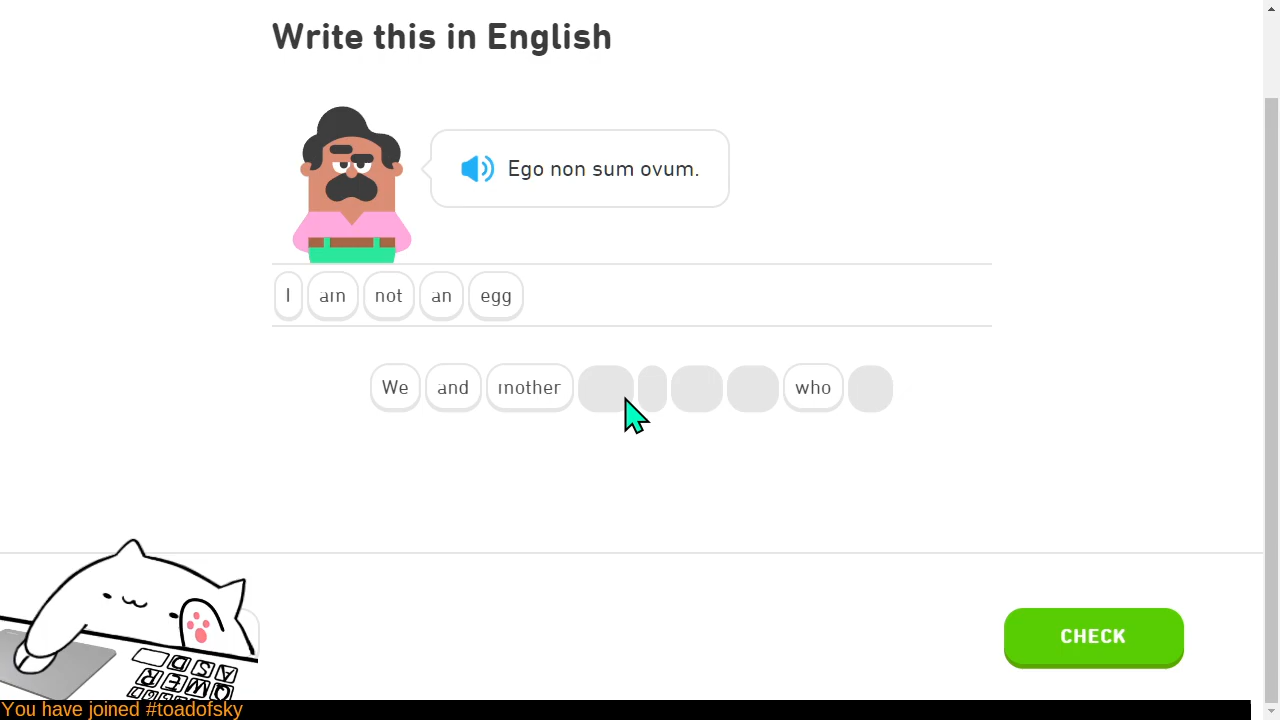 Write this in English
Ego non sum ovum.
I am not an egg
We and mother who
CHECK
A S D
Q W E R
You have joined #toadofsky